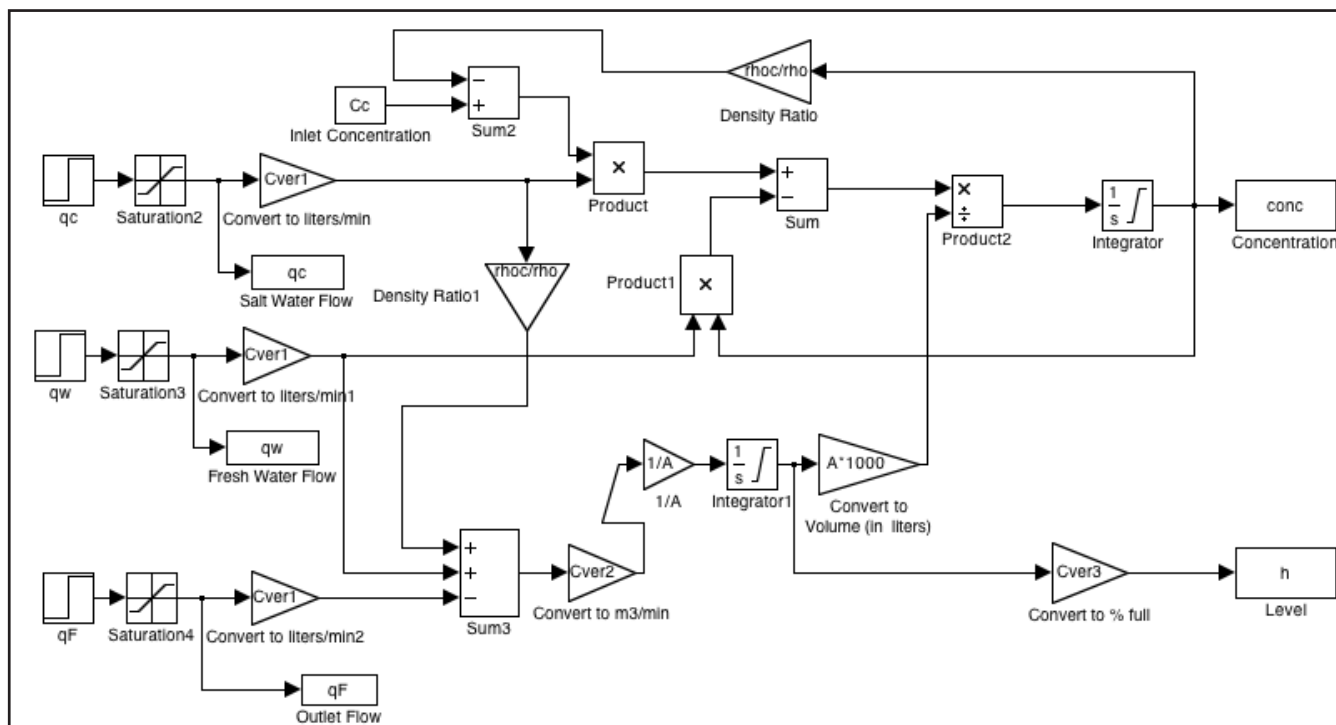 rhoc/rho
Density Ratio
−
+
Sum2
Cc
Inlet Concentration
qc
Saturation2
Cver1
Convert to liters/min
×
Product
+
−
Sum
×
÷
Product2
1
s
Integrator
conc
Concentration
qc
Salt Water Flow
rhoc/rho
Density Ratio1
Product1
×
qw
Saturation3
Cver1
Convert to liters/min1
qw
Fresh Water Flow
1/A
1/A
1
s
Integrator1
A*1000
Convert to
Volume (in liters)
+
+
−
Sum3
Cver2
Convert to m3/min
Cver3
Convert to % full
h
Level
qF
Saturation4
Cver1
Convert to liters/min2
qF
Outlet Flow